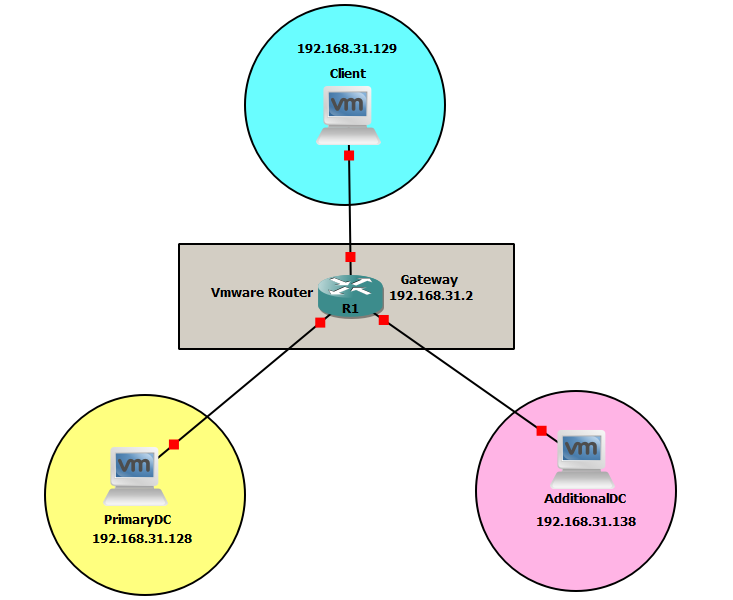 192.168.31.129
Client
vm
Vmware Router
Gateway
192.168.31.2
R1
vm
PrimaryDC
192.168.31.128
vm
AdditionalDC
192.168.31.138